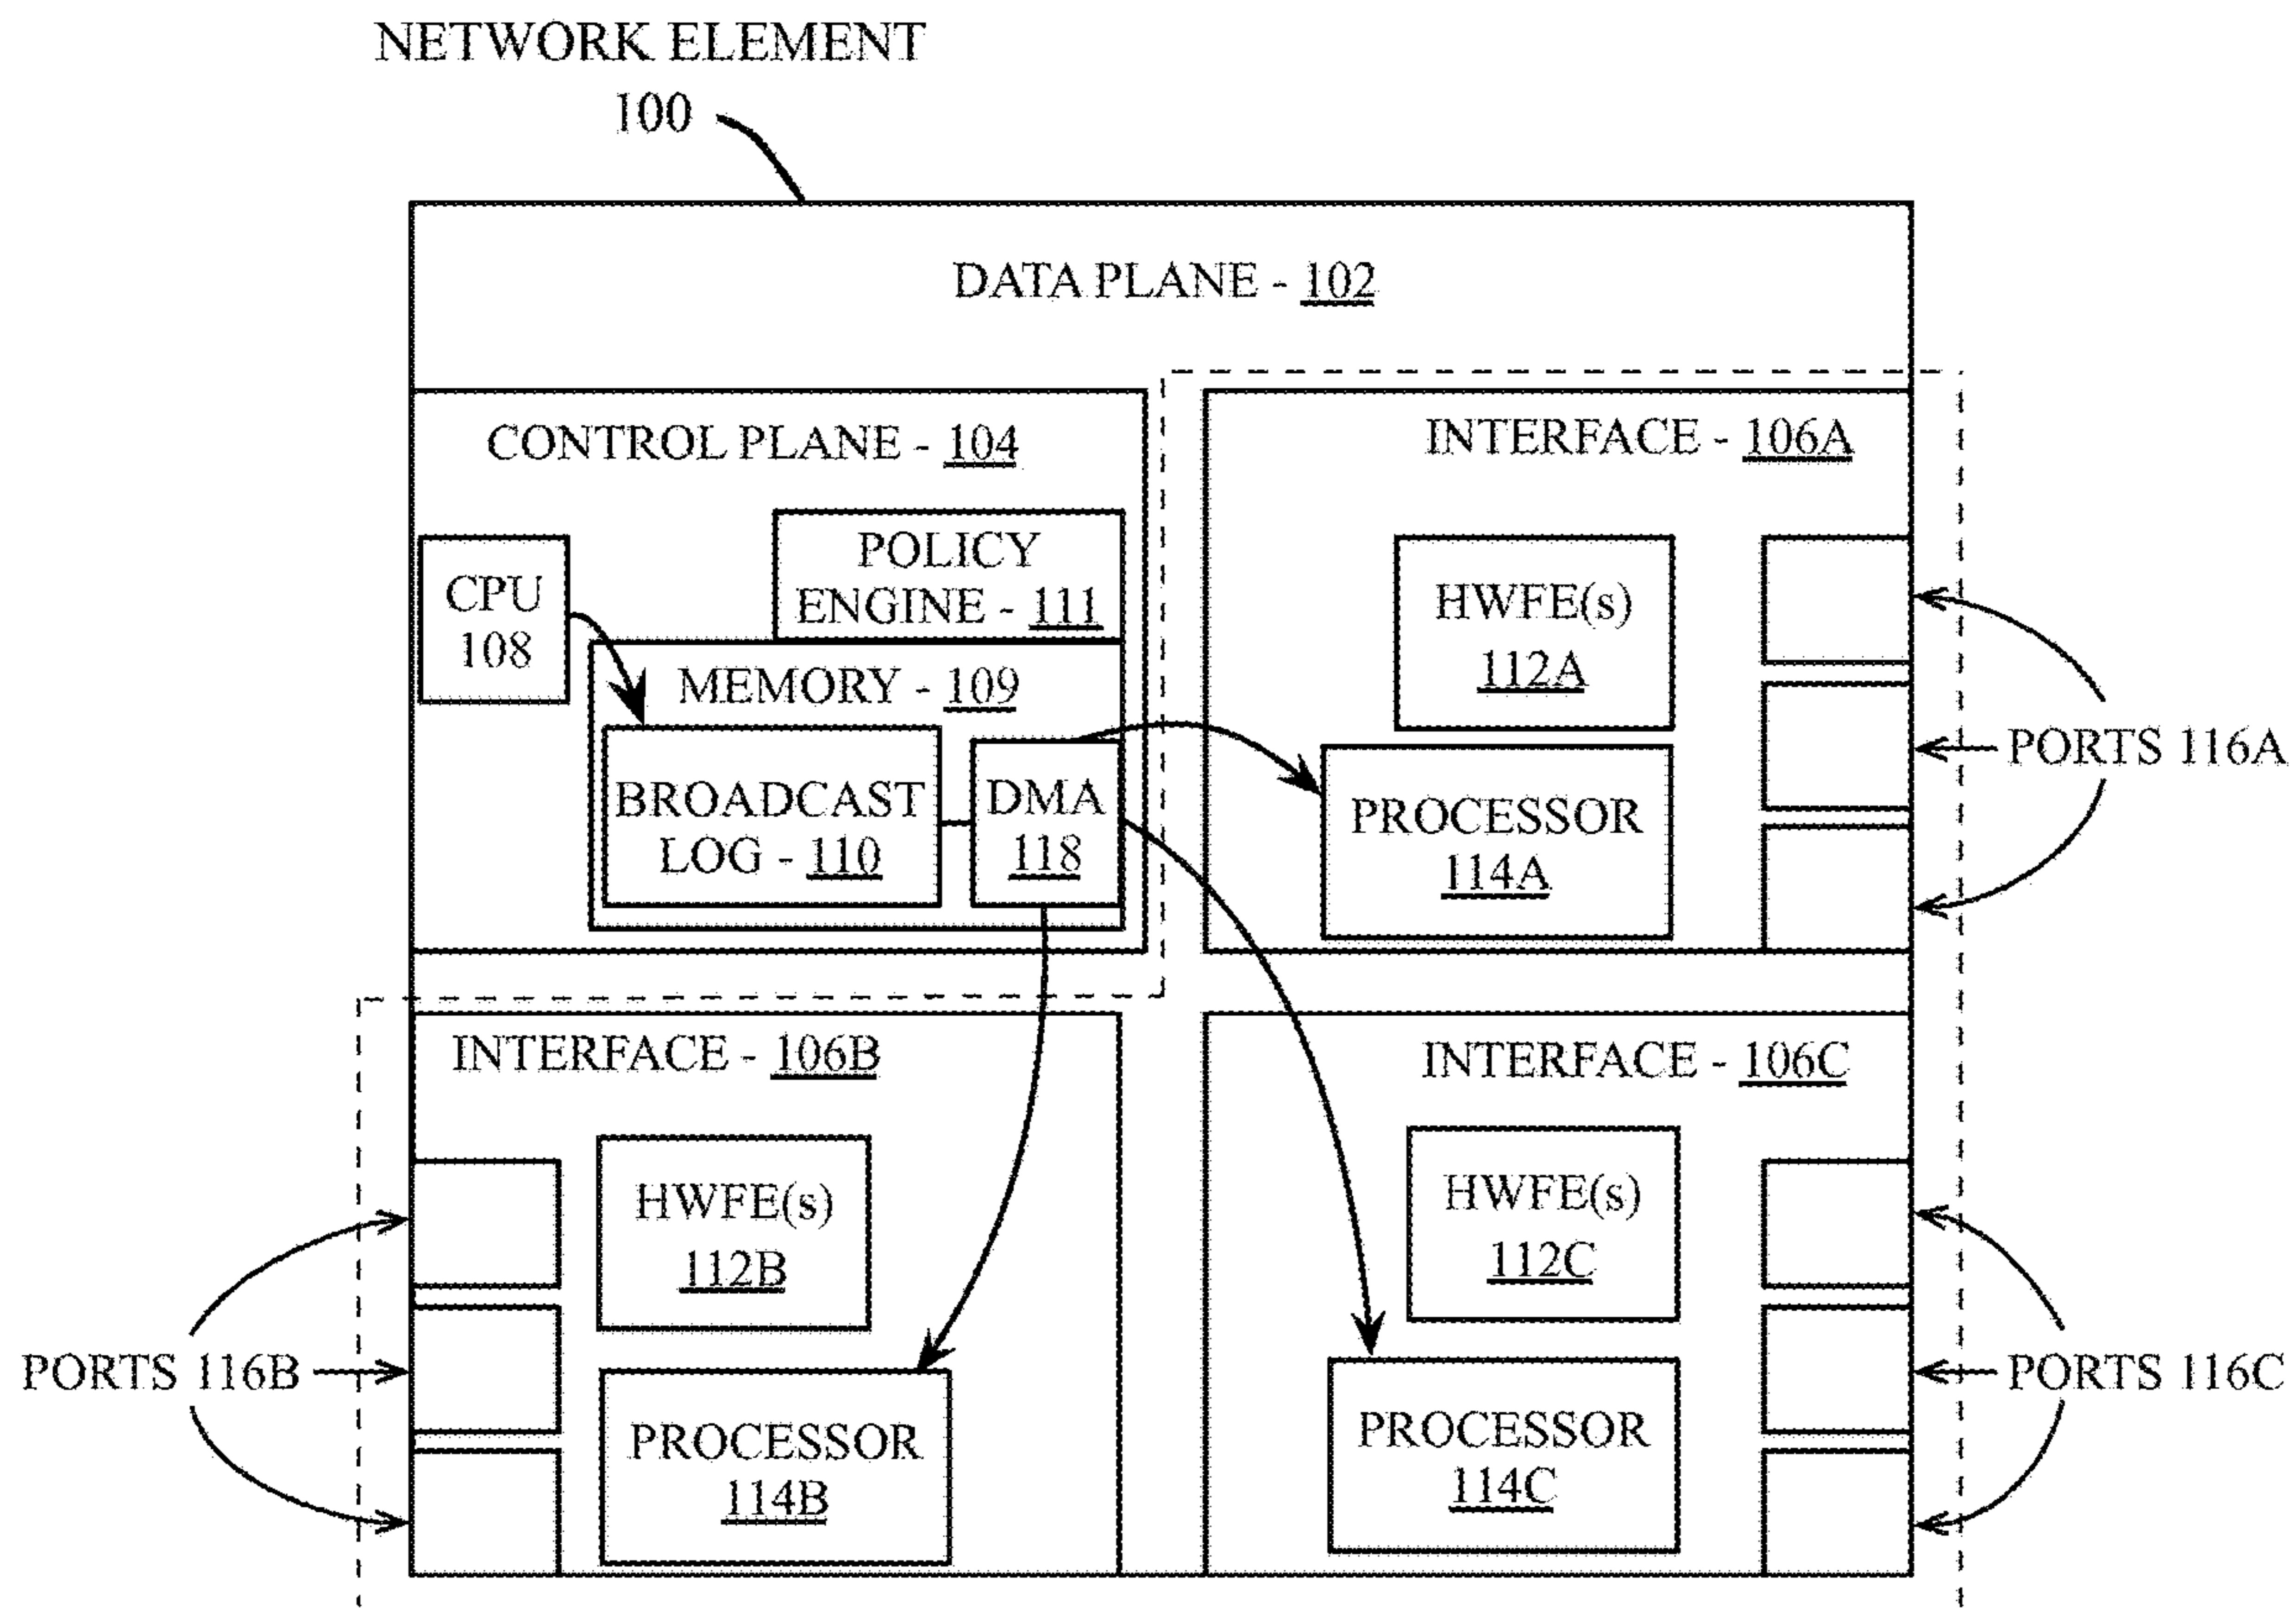 NETWORK ELEMENT
100
DATA PLANE - 102
CONTROL PLANE - 104
POLICY
ENGINE - 111
CPU
108
MEMORY - 109
BROADCAST
LOG - 110
DMA
118
INTERFACE - 106A
HWFE(s)
112A
PROCESSOR
114A
PORTS 116A
INTERFACE - 106B
HWFE(s)
112B
PROCESSOR
114B
PORTS 116B
INTERFACE - 106C
HWFE(s)
112C
PROCESSOR
114C
PORTS 116C